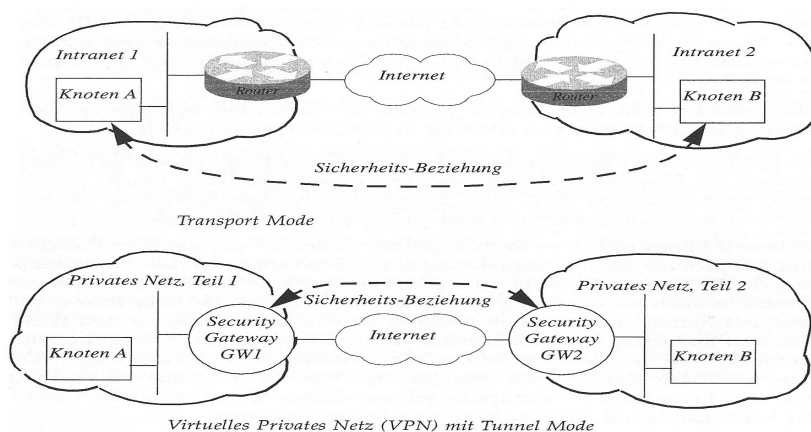 Intranet 1
Knoten A
Router
Internet
Router
Intranet 2
Knoten B
Sicherheits-Beziehung
Transport Mode
Privates Netz, Teil 1
Knoten A
Security
Gateway
GW1
Sicherheits-Beziehung
Internet
Security
Gateway
GW2
Privates Netz, Teil 2
Knoten B
Virtuelles Privates Netz (VPN) mit Tunnel Mode